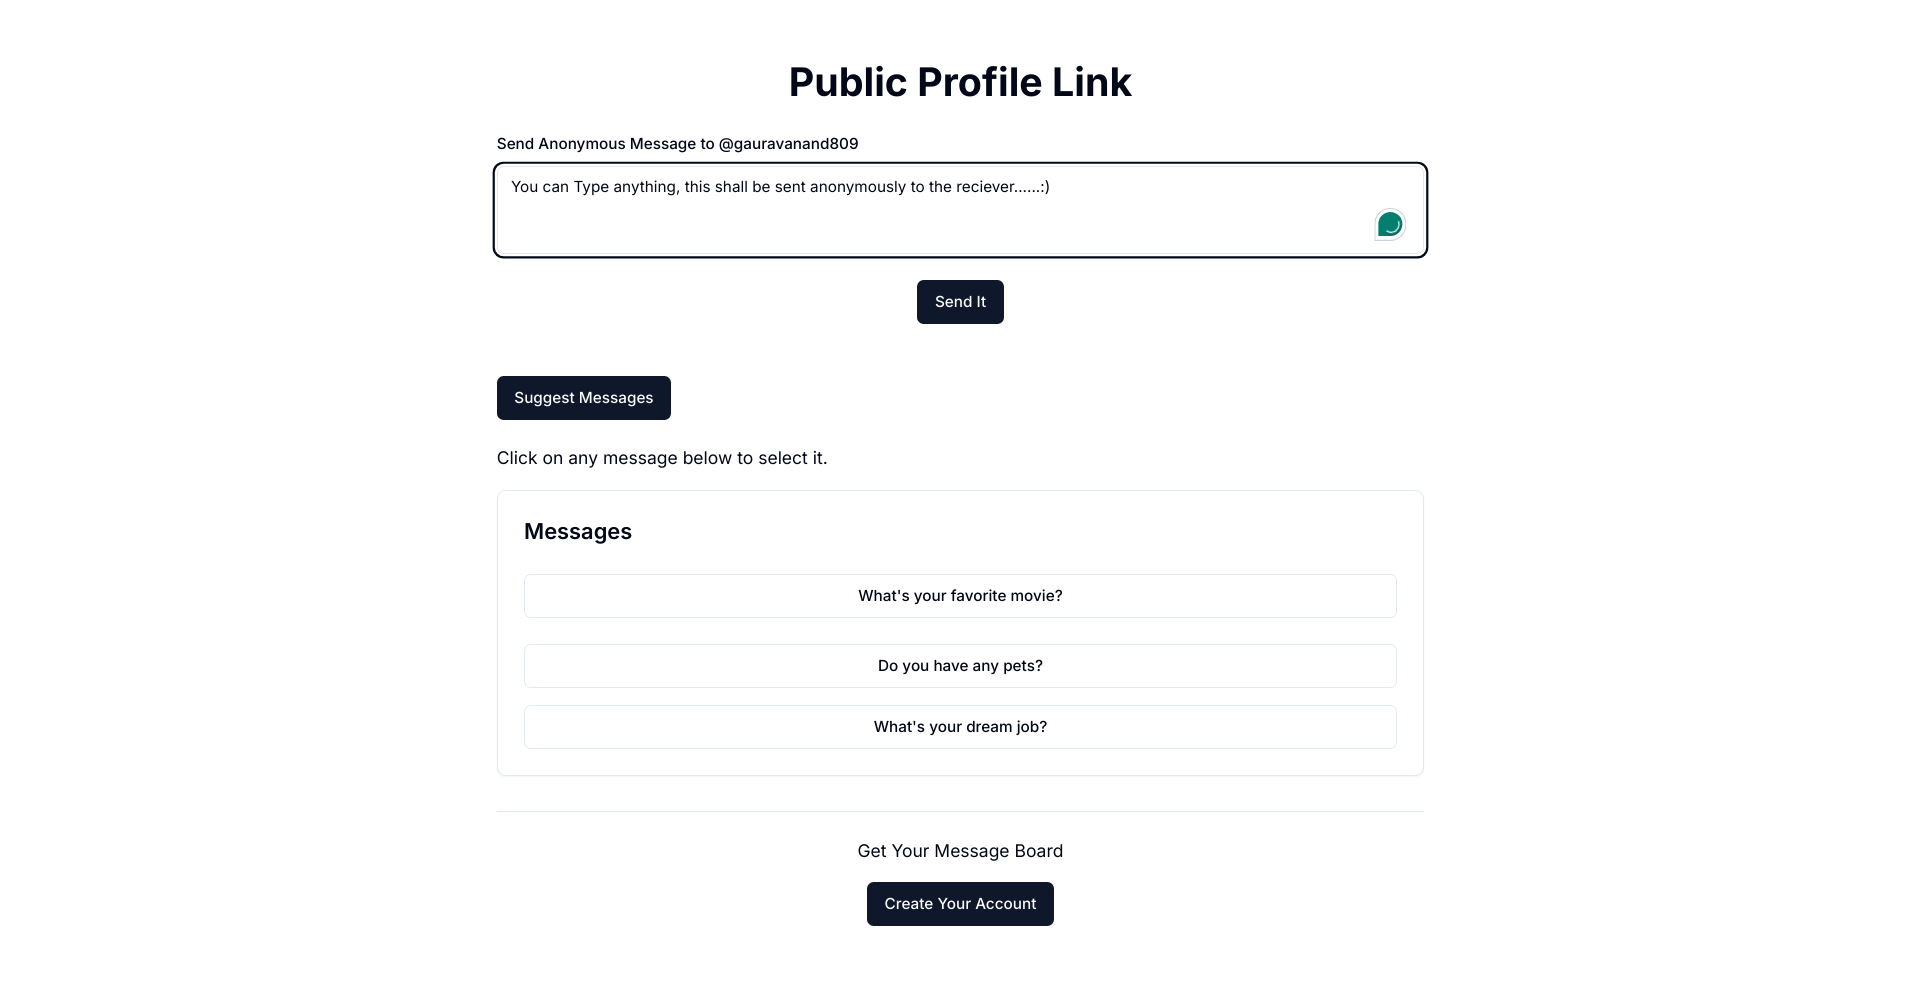 Public Profile Link
Send Anonymous Message to @gauravanand809
You can Type anything, this shall be sent anonymously to the reciever......:)
Send It
Suggest Messages
Click on any message below to select it.
Messages
What's your favorite movie?
Do you have any pets?
What's your dream job?
Get Your Message Board
Create Your Account